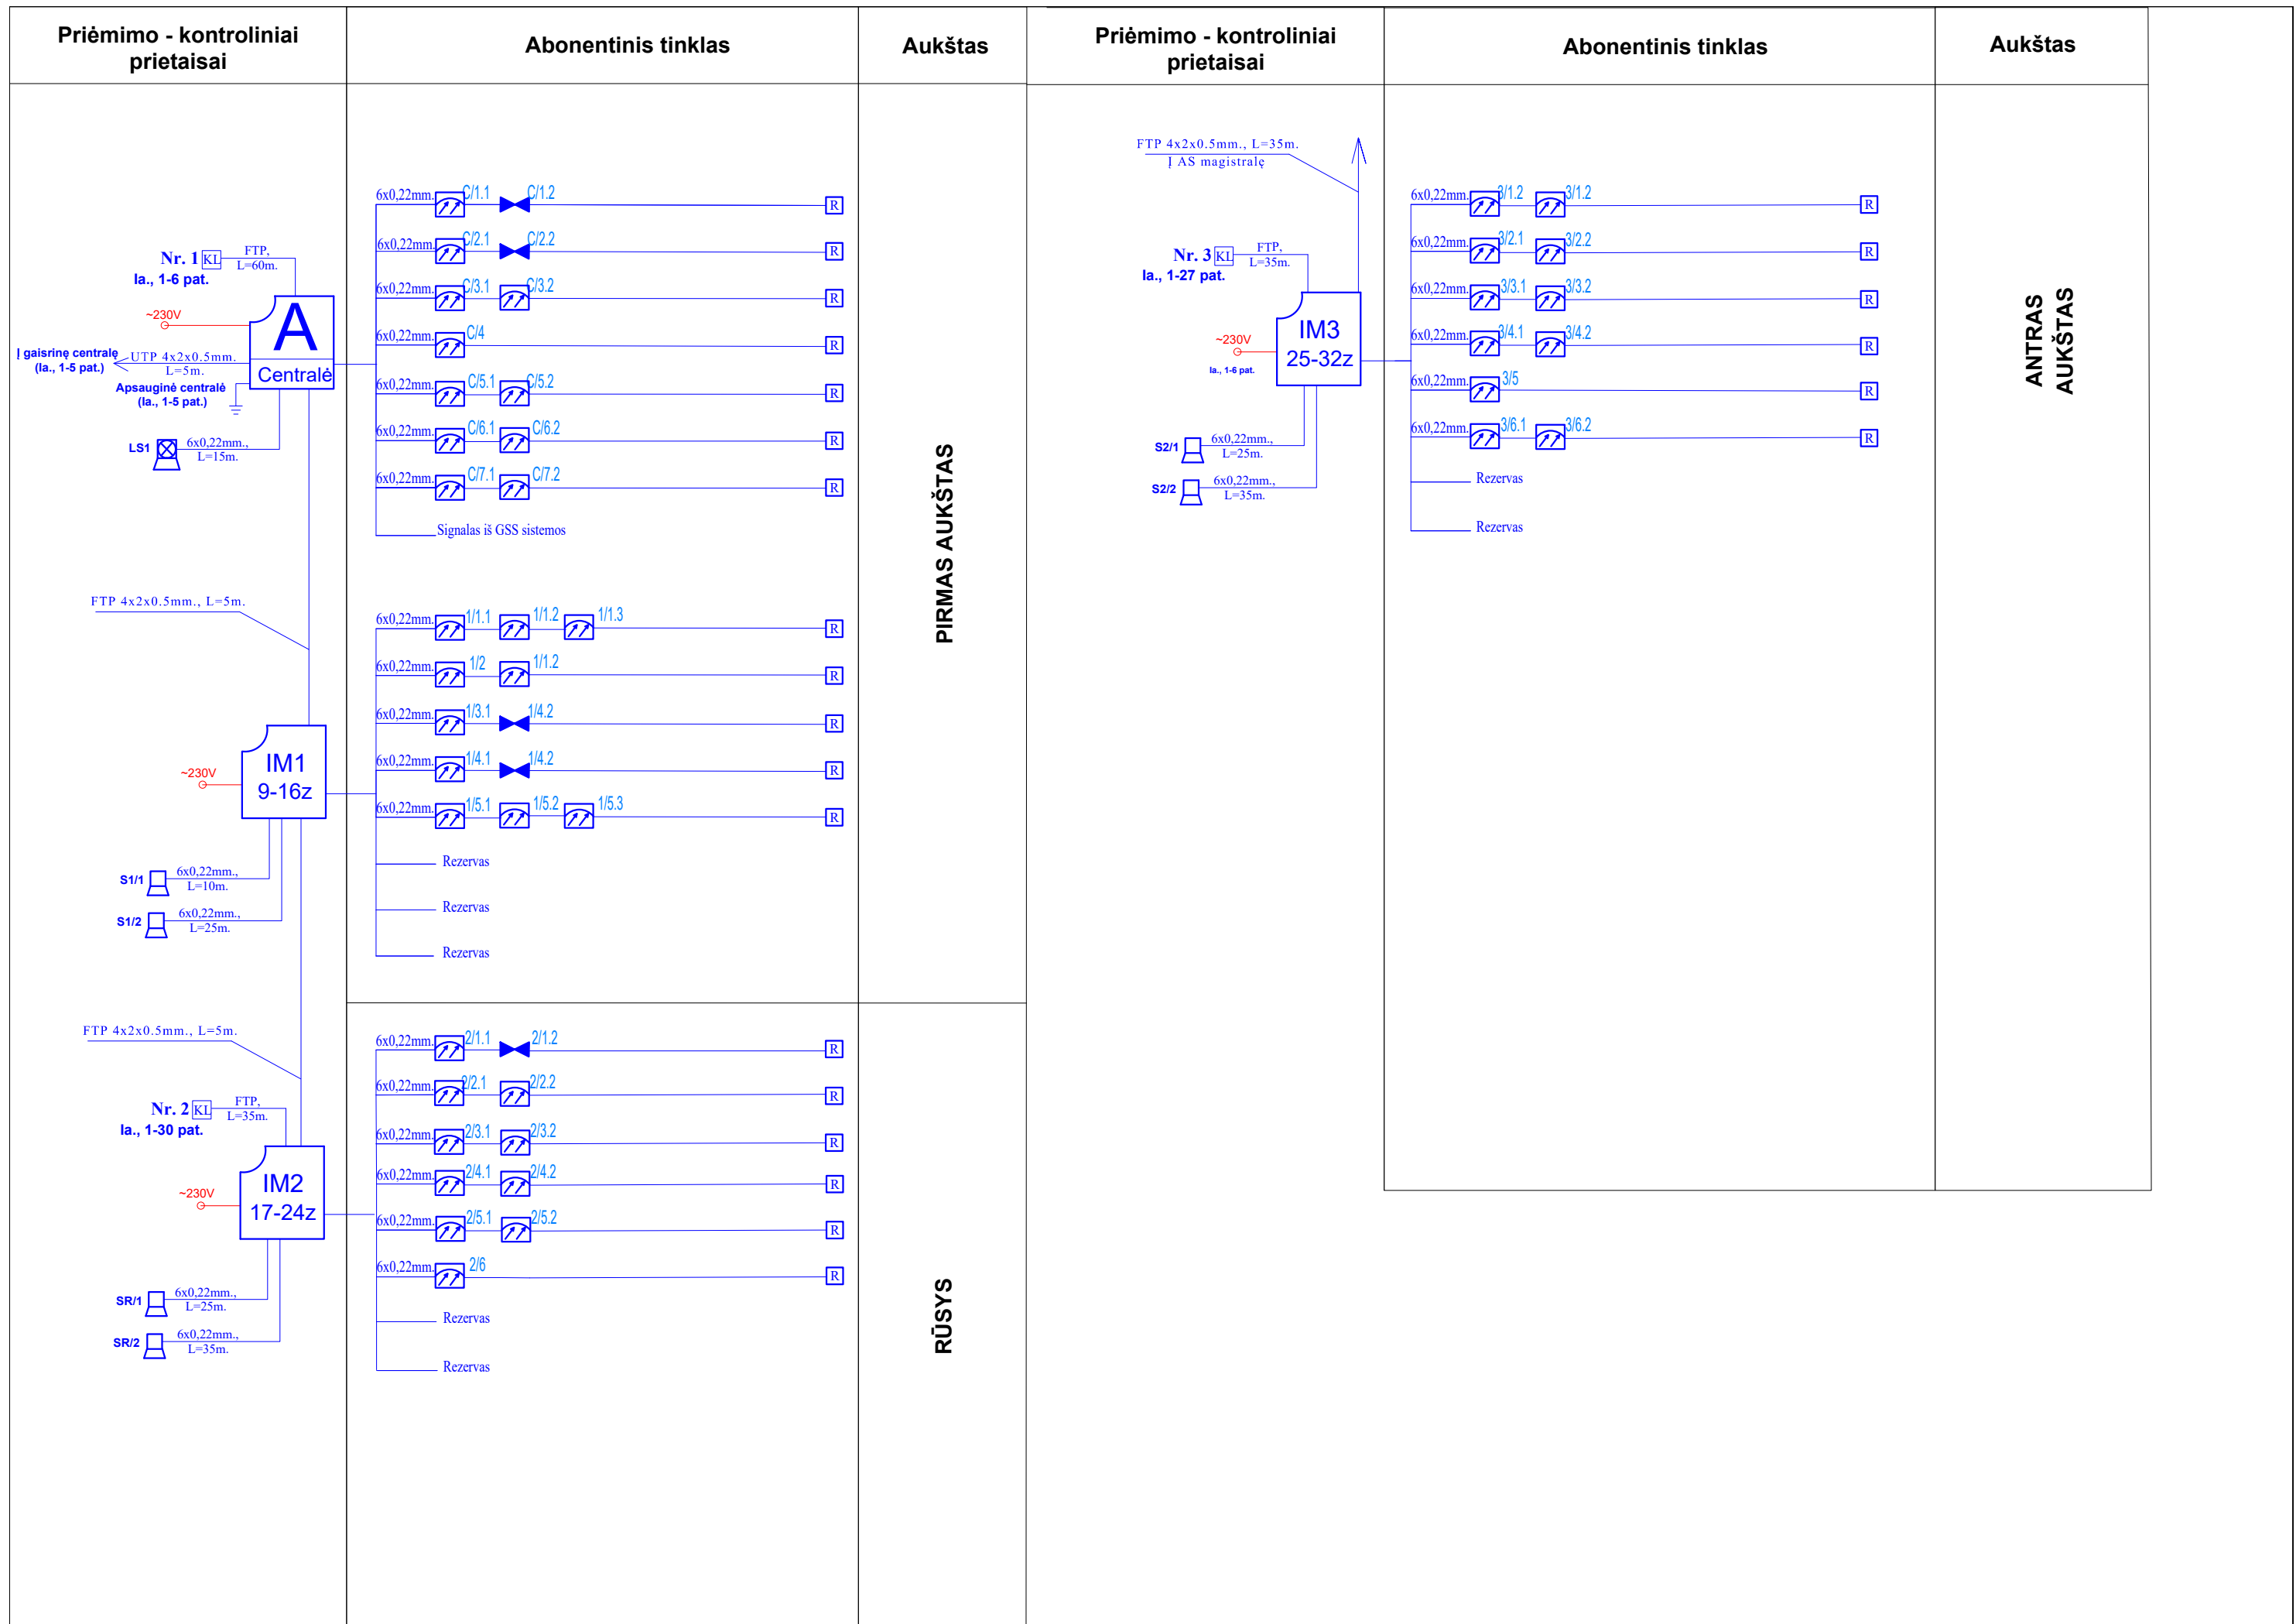 Priėmimo - kontroliniai
prietaisai
Abonentinis tinklas
Aukštas
Nr. 1 KL FTP,
L=60m.
Ia., 1-6 pat.
~230V
A
Centralė
Į gaisrinę centralę
(Ia., 1-5 pat.)
UTP 4x2x0.5mm.
L=5m.
Apsauginė centralė
(Ia., 1-5 pat.)
LS1 6x0,22mm.,
L=15m.
6x0,22mm. C/1.1 C/1.2 R
6x0,22mm. C/2.1 C/2.2 R
6x0,22mm. C/3.1 C/3.2 R
6x0,22mm. C/4 R
6x0,22mm. C/5.1 C/5.2 R
6x0,22mm. C/6.1 C/6.2 R
6x0,22mm. C/7.1 C/7.2 R
Signalas iš GSS sistemos
PIRMAS AUKŠTAS
FTP 4x2x0.5mm., L=5m.
~230V
IM1
9-16z
S1/1 6x0,22mm.,
L=10m.
S1/2 6x0,22mm.,
L=25m.
6x0,22mm. 1/1.1 1/1.2 1/1.3 R
6x0,22mm. 1/2 1/1.2 R
6x0,22mm. 1/3.1 1/4.2 R
6x0,22mm. 1/4.1 1/4.2 R
6x0,22mm. 1/5.1 1/5.2 1/5.3 R
Rezervas
Rezervas
Rezervas
FTP 4x2x0.5mm., L=5m.
Nr. 2 KL FTP,
L=35m.
Ia., 1-30 pat.
~230V
IM2
17-24z
SR/1 6x0,22mm.,
L=25m.
SR/2 6x0,22mm.,
L=35m.
6x0,22mm. 2/1.1 2/1.2 R
6x0,22mm. 2/2.1 2/2.2 R
6x0,22mm. 2/3.1 2/3.2 R
6x0,22mm. 2/4.1 2/4.2 R
6x0,22mm. 2/5.1 2/5.2 R
6x0,22mm. 2/6 R
Rezervas
Rezervas
RŪSYS
Priėmimo - kontroliniai
prietaisai
Abonentinis tinklas
Aukštas
FTP 4x2x0.5mm., L=35m.
Į AS magistralę
Nr. 3 KL FTP,
L=35m.
Ia., 1-27 pat.
~230V
Ia., 1-6 pat.
IM3
25-32z
S2/1 6x0,22mm.,
L=25m.
S2/2 6x0,22mm.,
L=35m.
6x0,22mm. 3/1.2 3/1.2 R
6x0,22mm. 3/2.1 3/2.2 R
6x0,22mm. 3/3.1 3/3.2 R
6x0,22mm. 3/4.1 3/4.2 R
6x0,22mm. 3/5 R
6x0,22mm. 3/6.1 3/6.2 R
Rezervas
Rezervas
ANTRAS
AUKŠTAS